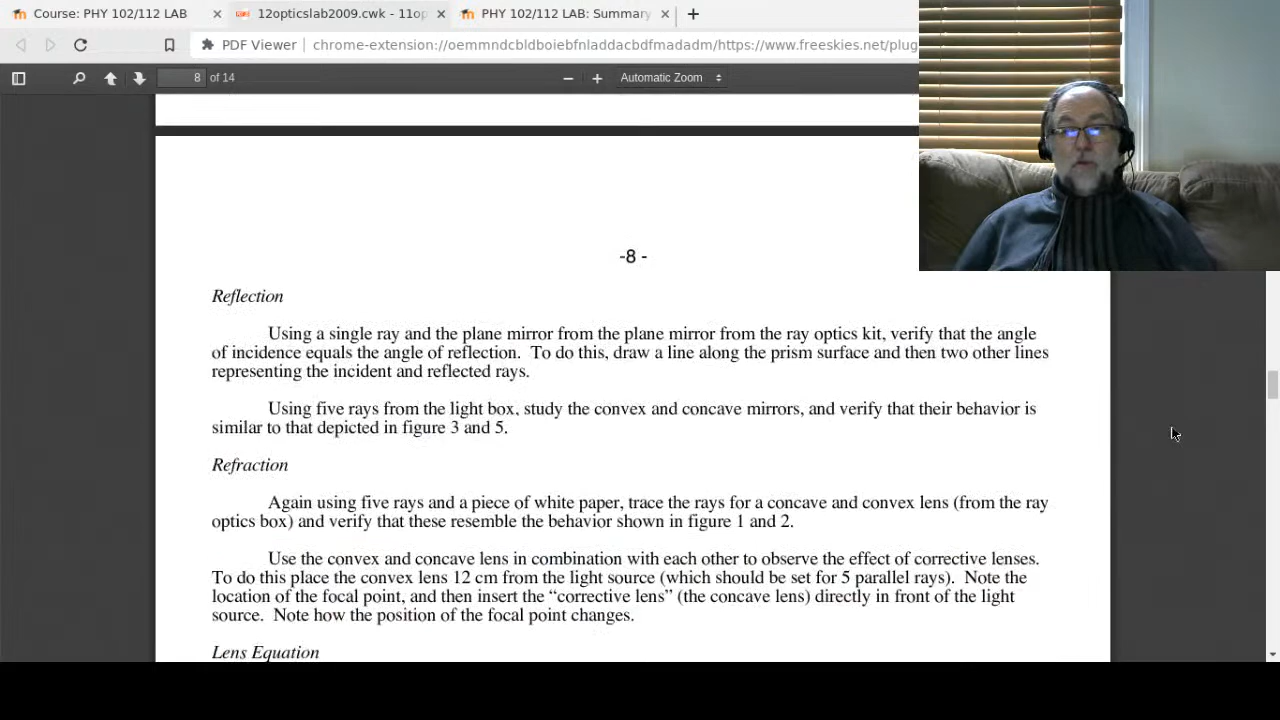 Course: PHY 102/112 LAB
12opticslab2009.cwk - 11op
PHY 102/112 LAB: Summary
PDF Viewer
chrome-extension://oemmndcbldboiebfnladdacbdfmadadm/https://www.freeskies.net/plug
8 of 14
Automatic Zoom
-8 -
Reflection
Using a single ray and the plane mirror from the plane mirror from the ray optics kit, verify that the angle
of incidence equals the angle of reflection. To do this, draw a line along the prism surface and then two other lines
representing the incident and reflected rays.
Using five rays from the light box, study the convex and concave mirrors, and verify that their behavior is
similar to that depicted in figure 3 and 5.
Refraction
Again using five rays and a piece of white paper, trace the rays for a concave and convex lens (from the ray
optics box) and verify that these resemble the behavior shown in figure 1 and 2.
Use the convex and concave lens in combination with each other to observe the effect of corrective lenses.
To do this place the convex lens 12 cm from the light source (which should be set for 5 parallel rays). Note the
location of the focal point, and then insert the “corrective lens” (the concave lens) directly in front of the light
source. Note how the position of the focal point changes.
Lens Equation